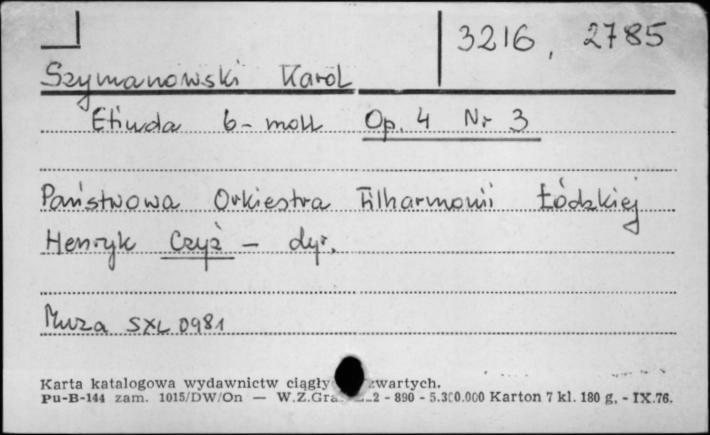 3216, 2785
Szymanowski Karol
Etiuda b-moll Op. 4 Nr 3
Państwowa Orkiestra Filharmonii Łódzkiej
Henryk Czyż - dyr.
Muza SXL 0981
Karta katalogowa wydawnictw ciągły zwartych.
Pu-B-144 zam. 1015/DW/On — W.Z.Gra 2 - 890 - 5.300.000 Karton 7 kl. 180 g. - IX.76.